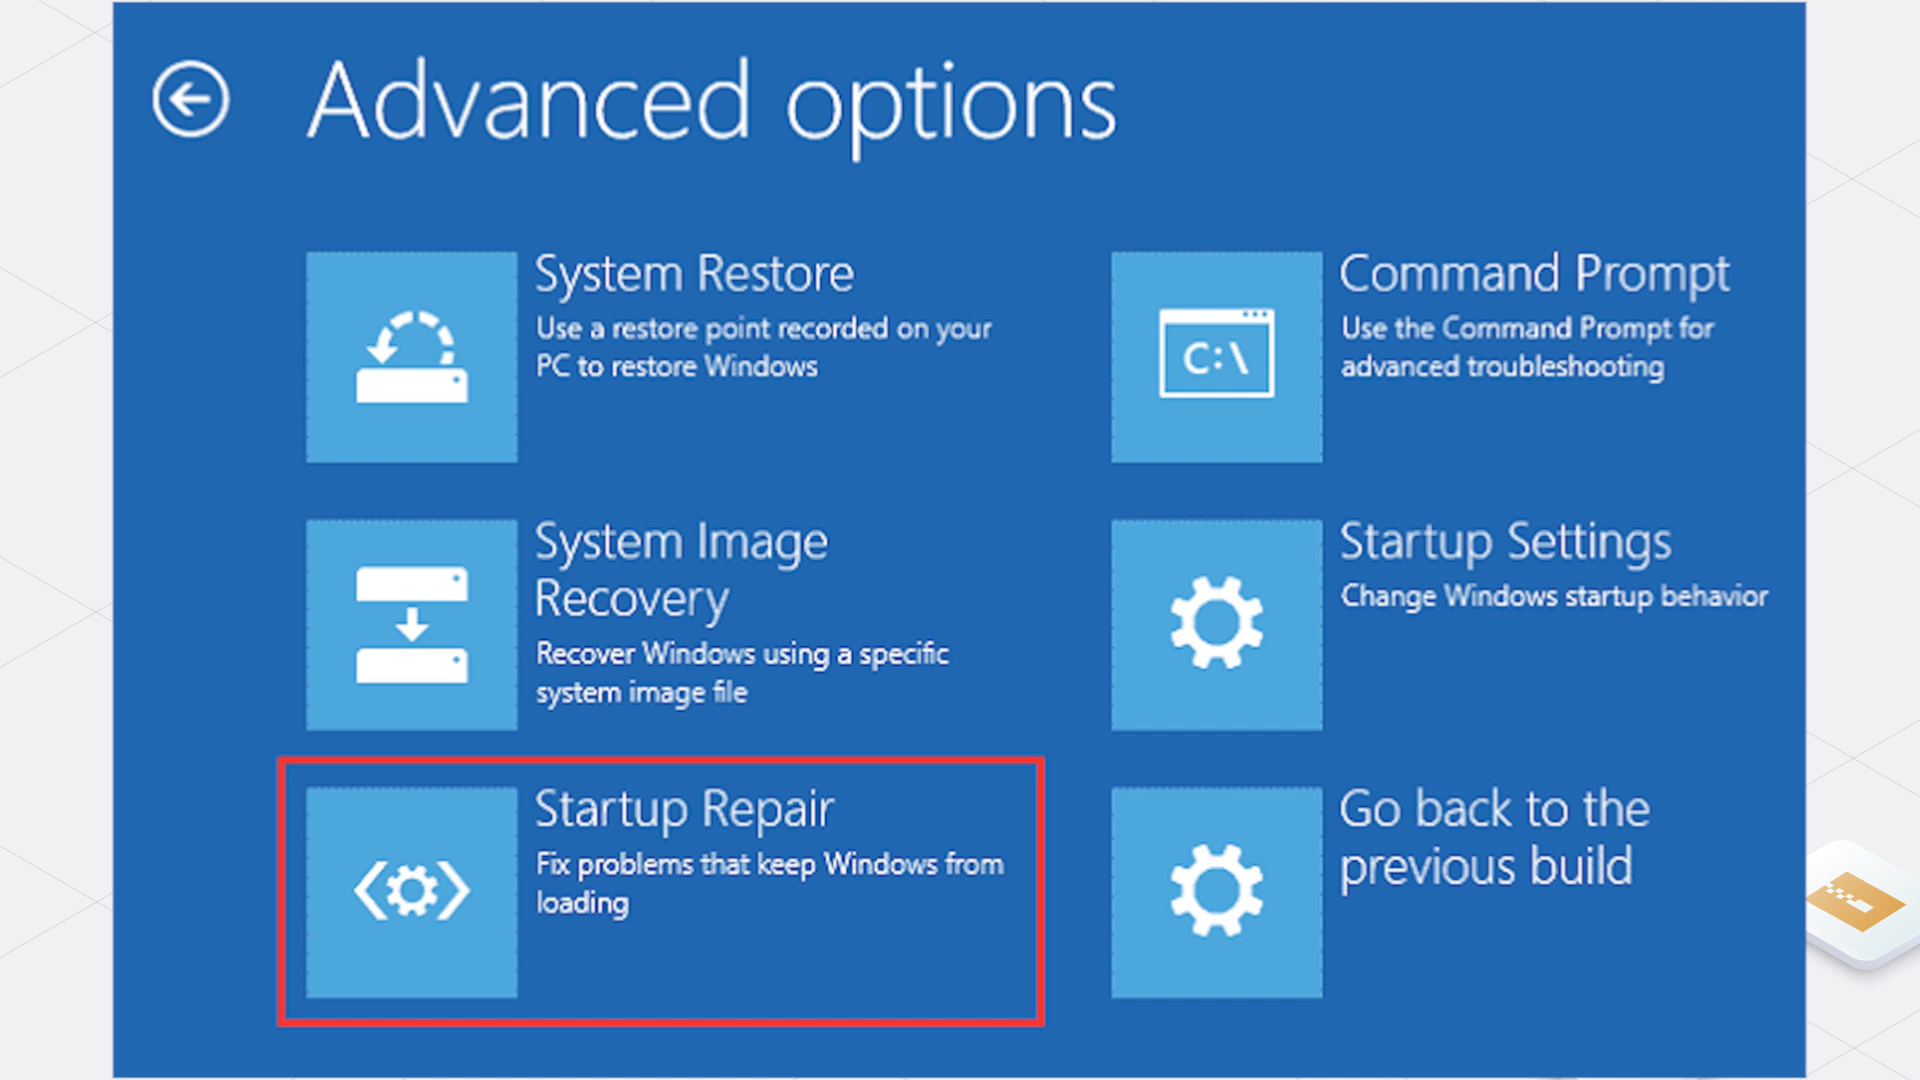 Advanced options
System Restore
Use a restore point recorded on your
PC to restore Windows
Command Prompt
Use the Command Prompt for
advanced troubleshooting
C:\
System Image
Recovery
Recover Windows using a specific
system image file
Startup Settings
Change Windows startup behavior
Startup Repair
Fix problems that keep Windows from
loading
Go back to the
previous build